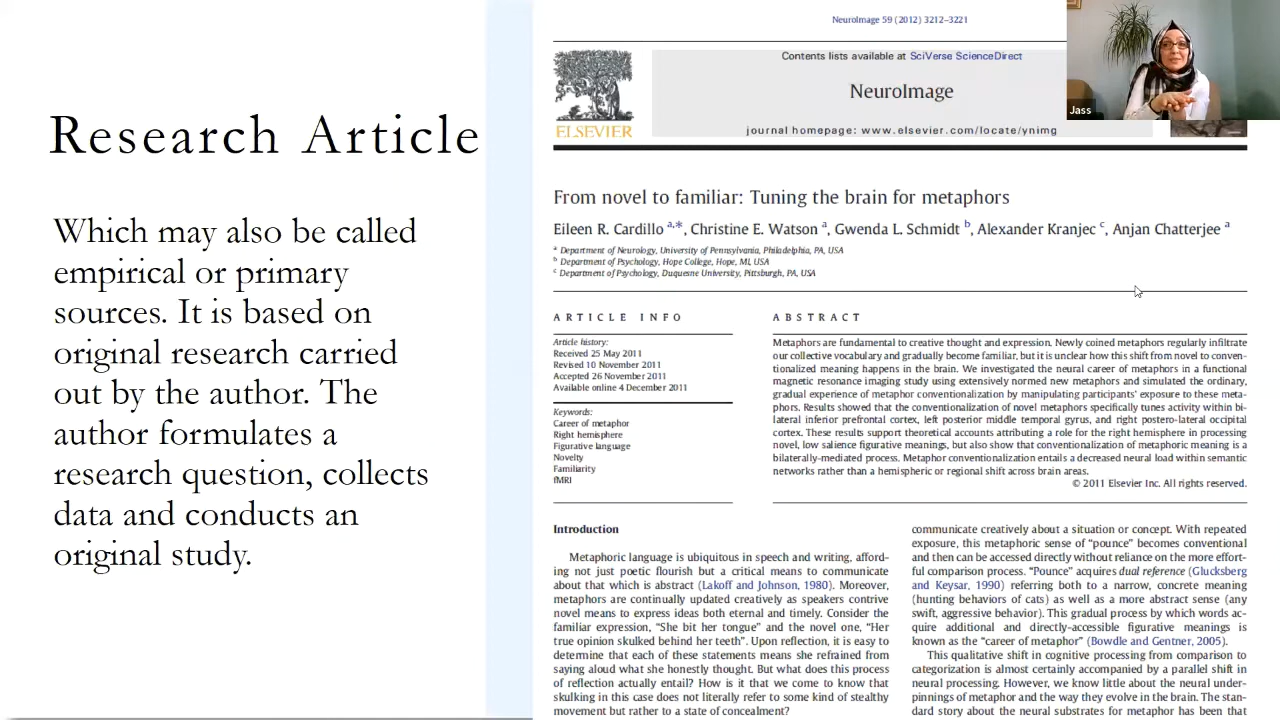 Research Article
Which may also be called
empirical or primary
sources. It is based on
original research carried
out by the author. The
author formulates a
research question, collects
data and conducts an
original study.
NeuroImage 59 (2012) 3212–3221
Contents lists available at SciVerse ScienceDirect
NeuroImage
journal homepage: www.elsevier.com/locate/ynimg
ELSEVIER
Jass
From novel to familiar: Tuning the brain for metaphors
Eileen R. Cardillo a,*, Christine E. Watson a, Gwenda L. Schmidt b, Alexander Kranjec c, Anjan Chatterjee a
a Department of Neurology, University of Pennsylvania, Philadelphia, PA, USA
b Department of Psychology, Hope College, Hope, MI, USA
c Department of Psychology, Duquesne University, Pittsburgh, PA, USA
ARTICLE INFO
Article history:
Received 25 May 2011
Revised 10 November 2011
Accepted 26 November 2011
Available online 4 December 2011
Keywords:
Career of metaphor
Right hemisphere
Figurative language
Novelty
Familiarity
fMRI
ABSTRACT
Metaphors are fundamental to creative thought and expression. Newly coined metaphors regularly infiltrate
our collective vocabulary and gradually become familiar, but it is unclear how this shift from novel to conven-
tionalized meaning happens in the brain. We investigated the neural career of metaphors in a functional
magnetic resonance imaging study using extensively normed new metaphors and simulated the ordinary,
gradual experience of metaphor conventionalization by manipulating participants' exposure to these meta-
phors. Results showed that the conventionalization of novel metaphors specifically tunes activity within bi-
lateral inferior prefrontal cortex, left posterior middle temporal gyrus, and right postero-lateral occipital
cortex. These results support theoretical accounts attributing a role for the right hemisphere in processing
novel, low salience figurative meanings, but also show that conventionalization of metaphoric meaning is a
bilaterally-mediated process. Metaphor conventionalization entails a decreased neural load within semantic
networks rather than a hemispheric or regional shift across brain areas.
© 2011 Elsevier Inc. All rights reserved.
Introduction
Metaphoric language is ubiquitous in speech and writing, afford-
ing not just poetic flourish but a critical means to communicate
about that which is abstract (Lakoff and Johnson, 1980). Moreover,
metaphors are continually updated creatively as speakers contrive
novel means to express ideas both eternal and timely. Consider the
familiar expression, “She bit her tongue” and the novel one, “Her
true opinion skulked behind her teeth”. Upon reflection, it is easy to
determine that each of these statements means she refrained from
saying aloud what she honestly thought. But what does this process
of reflection actually entail? How is it that we come to know that
skulking in this case does not literally refer to some kind of stealthy
movement but rather to a state of concealment?
communicate creatively about a situation or concept. With repeated
exposure, this metaphoric sense of “pounce” becomes conventional
and then can be accessed directly without reliance on the more effort-
ful comparison process. “Pounce” acquires dual reference (Glucksberg
and Keysar, 1990) referring both to a narrow, concrete meaning
(hunting behaviors of cats) as well as a more abstract sense (any
swift, aggressive behavior). This gradual process by which words ac-
quire additional and directly-accessible figurative meanings is
known as the “career of metaphor” (Bowdle and Gentner, 2005).
This qualitative shift in cognitive processing from comparison to
categorization is almost certainly accompanied by a parallel shift in
neural processing. However, we know little about the neural under-
pinnings of metaphor and the way they evolve in the brain. The stan-
dard story about the neural substrates for metaphor has been that